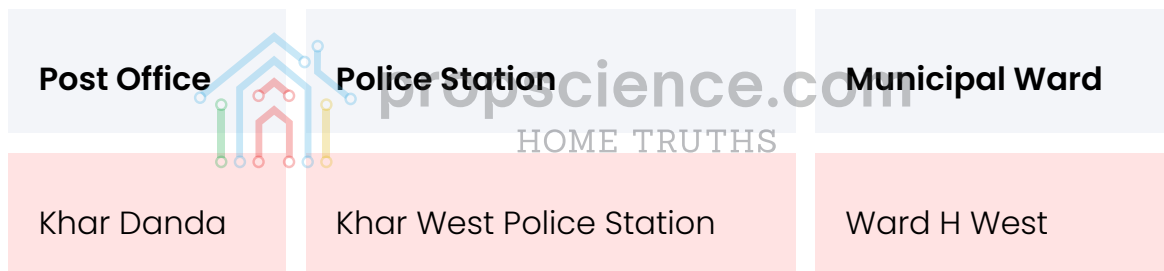 Post Office Police Station Municipal Ward
propscience.com
HOME TRUTHS
Khar Danda Khar West Police Station Ward H West